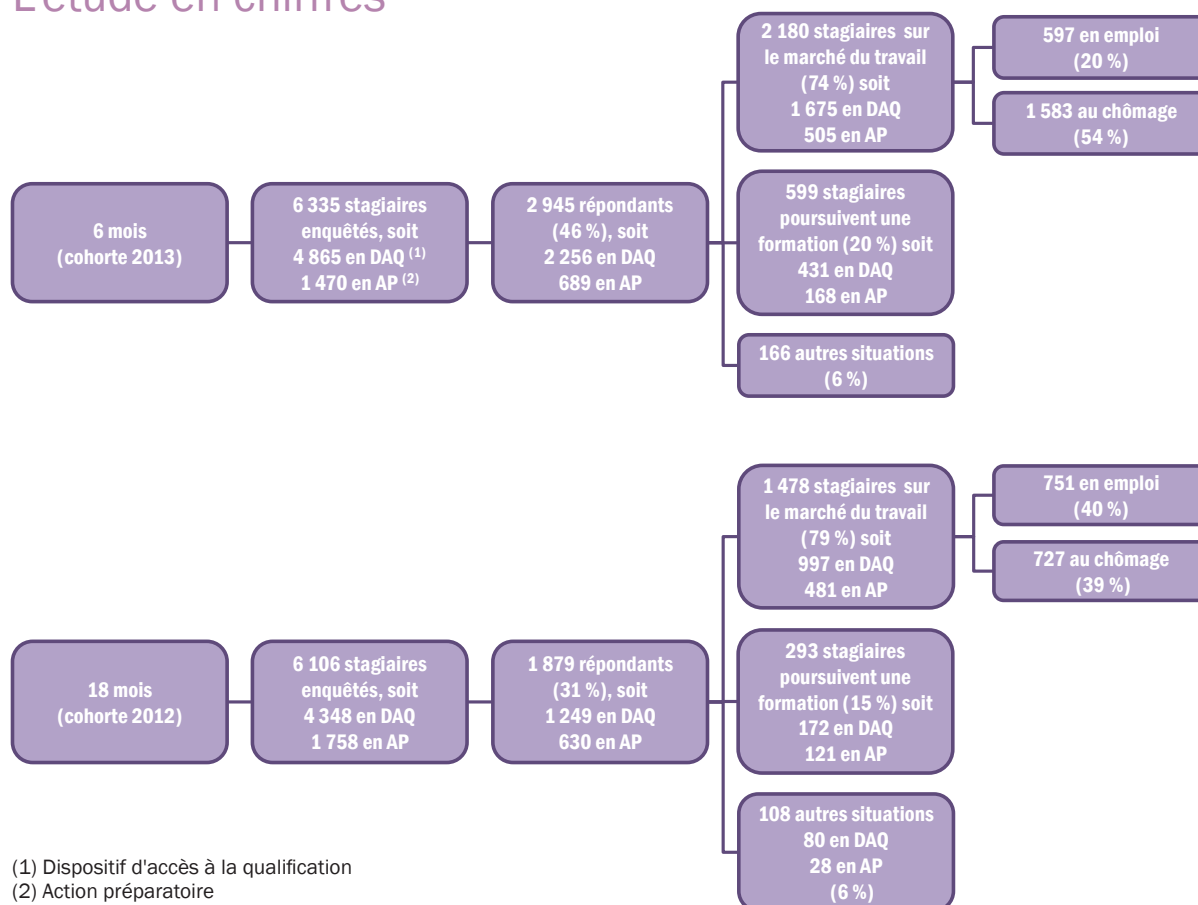 L'étude en chiffres
6 mois
(cohorte 2013)
6 335 stagiaires
enquêtés, soit
4 865 en DAQ (1)
1 470 en AP (2)
2 945 répondants
(46 %), soit
2 256 en DAQ
689 en AP
2 180 stagiaires sur
le marché du travail
(74 %) soit
1 675 en DAQ
505 en AP
597 en emploi
(20 %)
1 583 au chômage
(54 %)
599 stagiaires
poursuivent une
formation (20 %) soit
431 en DAQ
168 en AP
166 autres situations
(6 %)
18 mois
(cohorte 2012)
6 106 stagiaires
enquêtés, soit
4 348 en DAQ
1 758 en AP
1 879 répondants
(31 %), soit
1 249 en DAQ
630 en AP
1 478 stagiaires sur
le marché du travail
(79 %) soit
997 en DAQ
481 en AP
751 en emploi
(40 %)
727 au chômage
(39 %)
293 stagiaires
poursuivent une
formation (15 %) soit
172 en DAQ
121 en AP
108 autres situations
80 en DAQ
28 en AP
(6 %)
(1) Dispositif d'accès à la qualification
(2) Action préparatoire